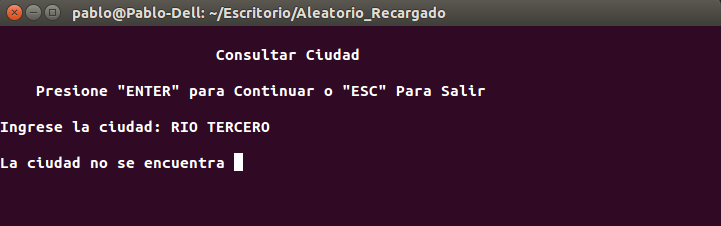 pablo@Pablo-Dell: ~/Escritorio/Aleatorio_Recargado
Consultar Ciudad
Presione "ENTER" para Continuar o "ESC" Para Salir
Ingrese la ciudad: RIO TERCERO
La ciudad no se encuentra